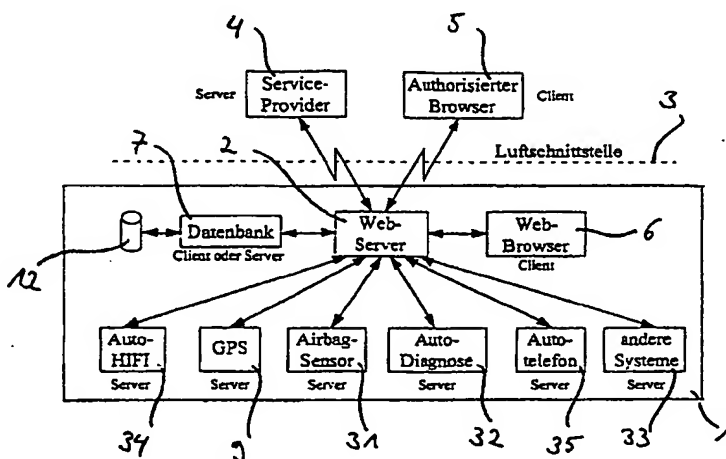 4
5
Server
Service-
Provider
Authorisierter
Browser
Client
3
7
2
Luftschnittstelle
Datenbank
Client oder Server
Web-
Server
Web-
Browser
Client
6
12
Auto-
HIFI
Server
GPS
Server
Airbag-
Sensor
Server
Auto-
Diagnose
Server
Auto-
telefon
Server
andere
Systeme
Server
34
9
31
32
35
33
1